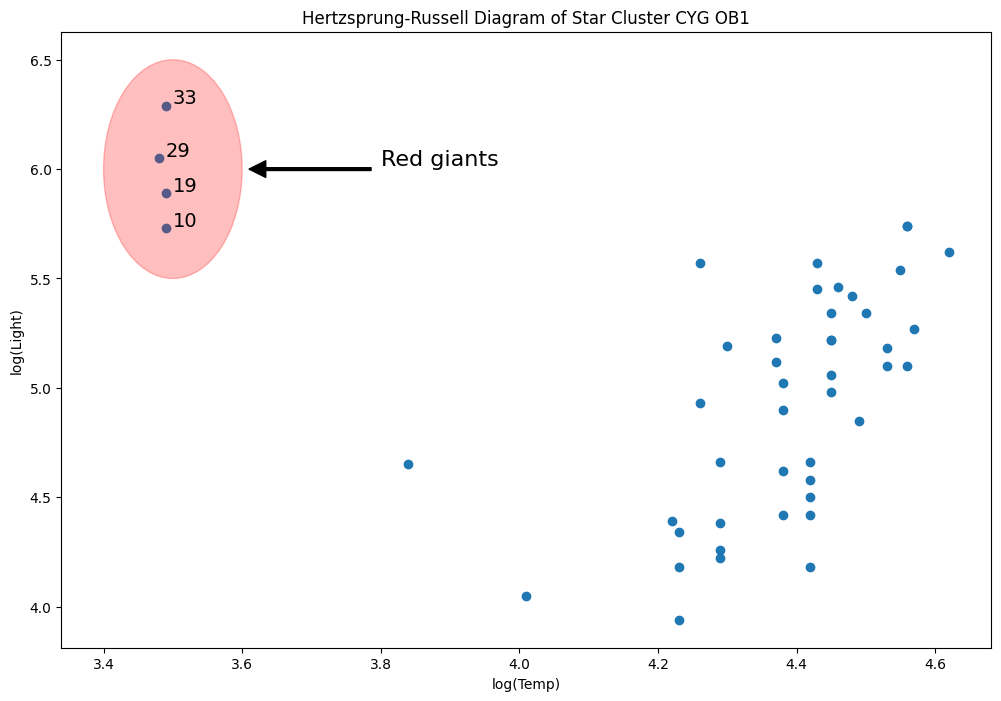 Hertzsprung-Russell Diagram of Star Cluster CYG OB1
6.5
33
29
Red giants
6.0
19
10
5.5
log(Light)
5.0
4.5
4.0
3.4 3.6 3.8 4.0 4.2 4.4 4.6
log(Temp)